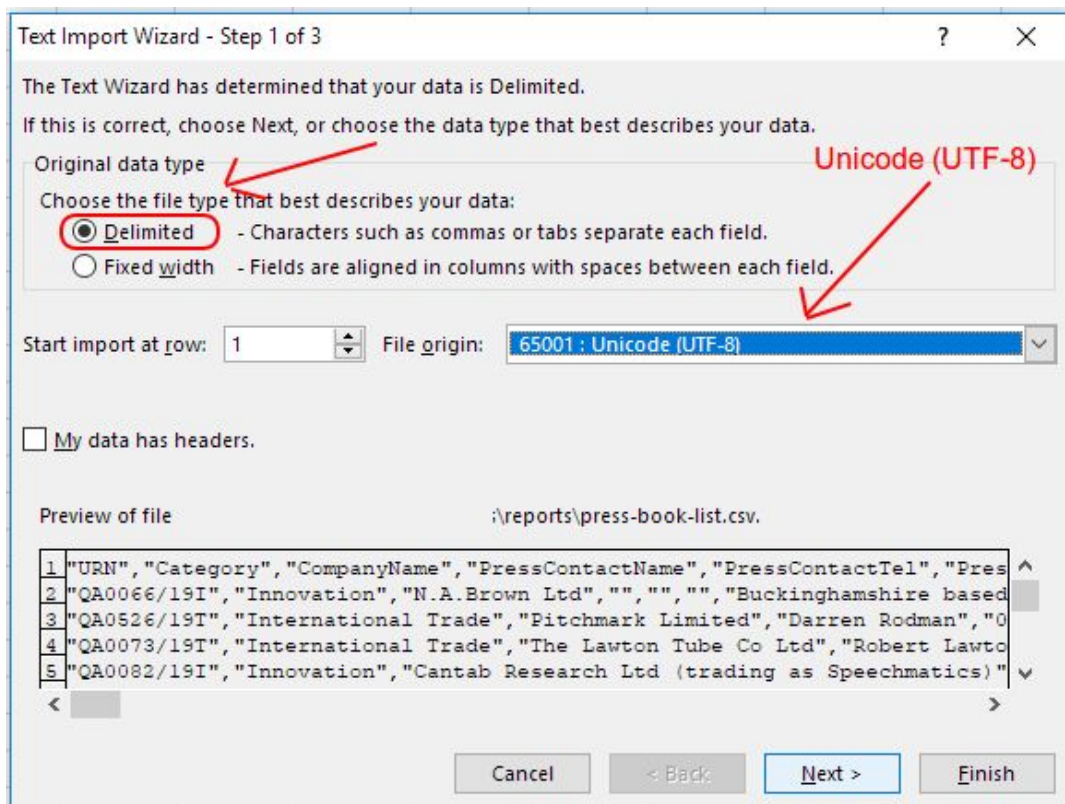 Text Import Wizard - Step 1 of 3
The Text Wizard has determined that your data is Delimited.
If this is correct, choose Next, or choose the data type that best describes your data.
Original data type
Unicode (UTF-8)
Choose the file type that best describes your data:
Delimited - Characters such as commas or tabs separate each field.
Fixed width - Fields are aligned in columns with spaces between each field.
Start import at row: 1 File origin: 65001 : Unicode (UTF-8)
My data has headers.
Preview of file :\reports\press-book-list.csv.
1 "URN","Category","CompanyName","PressContactName","PressContactTel","Pres
2 "QA0066/19I","Innovation","N.A.Brown Ltd","","","","Buckinghamshire based
3 "QA0526/19T","International Trade","Pitchmark Limited","Darren Rodman","0
4 "QA0073/19T","International Trade","The Lawton Tube Co Ltd","Robert Lawto
5 "QA0082/19I","Innovation","Cantab Research Ltd (trading as Speechmatics)"
Cancel < Back Next > Finish